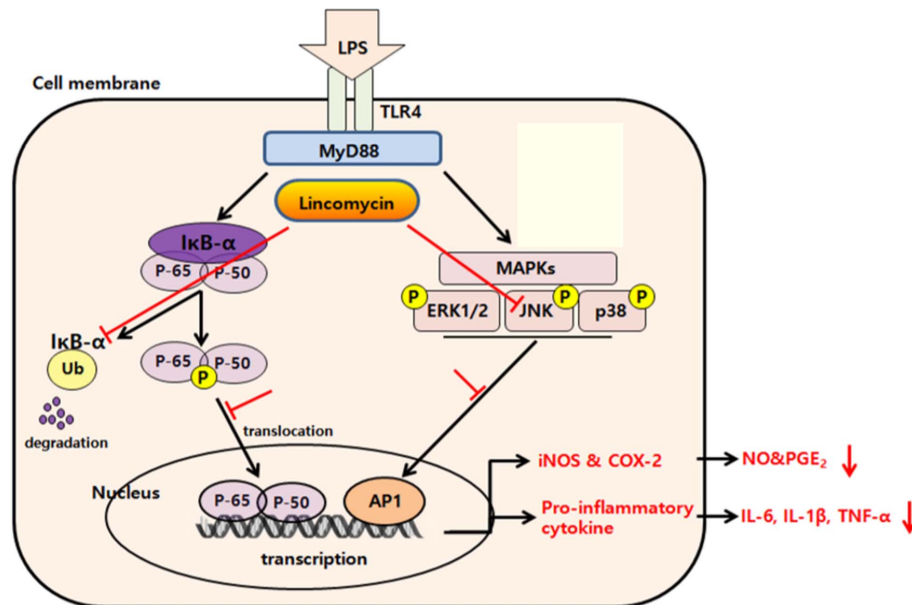 LPS
Cell membrane
TLR4
MyD88
Lincomycin
IκB-α
P-65 P-50
MAPKs
P P P
ERK1/2 JNK p38
IκB-α
Ub
P-65 P-50
P
degradation
translocation
Nucleus
P-65 P-50
AP1
transcription
iNOS & COX-2
NO&PGE₂
Pro-inflammatory
cytokine
IL-6, IL-1β, TNF-α